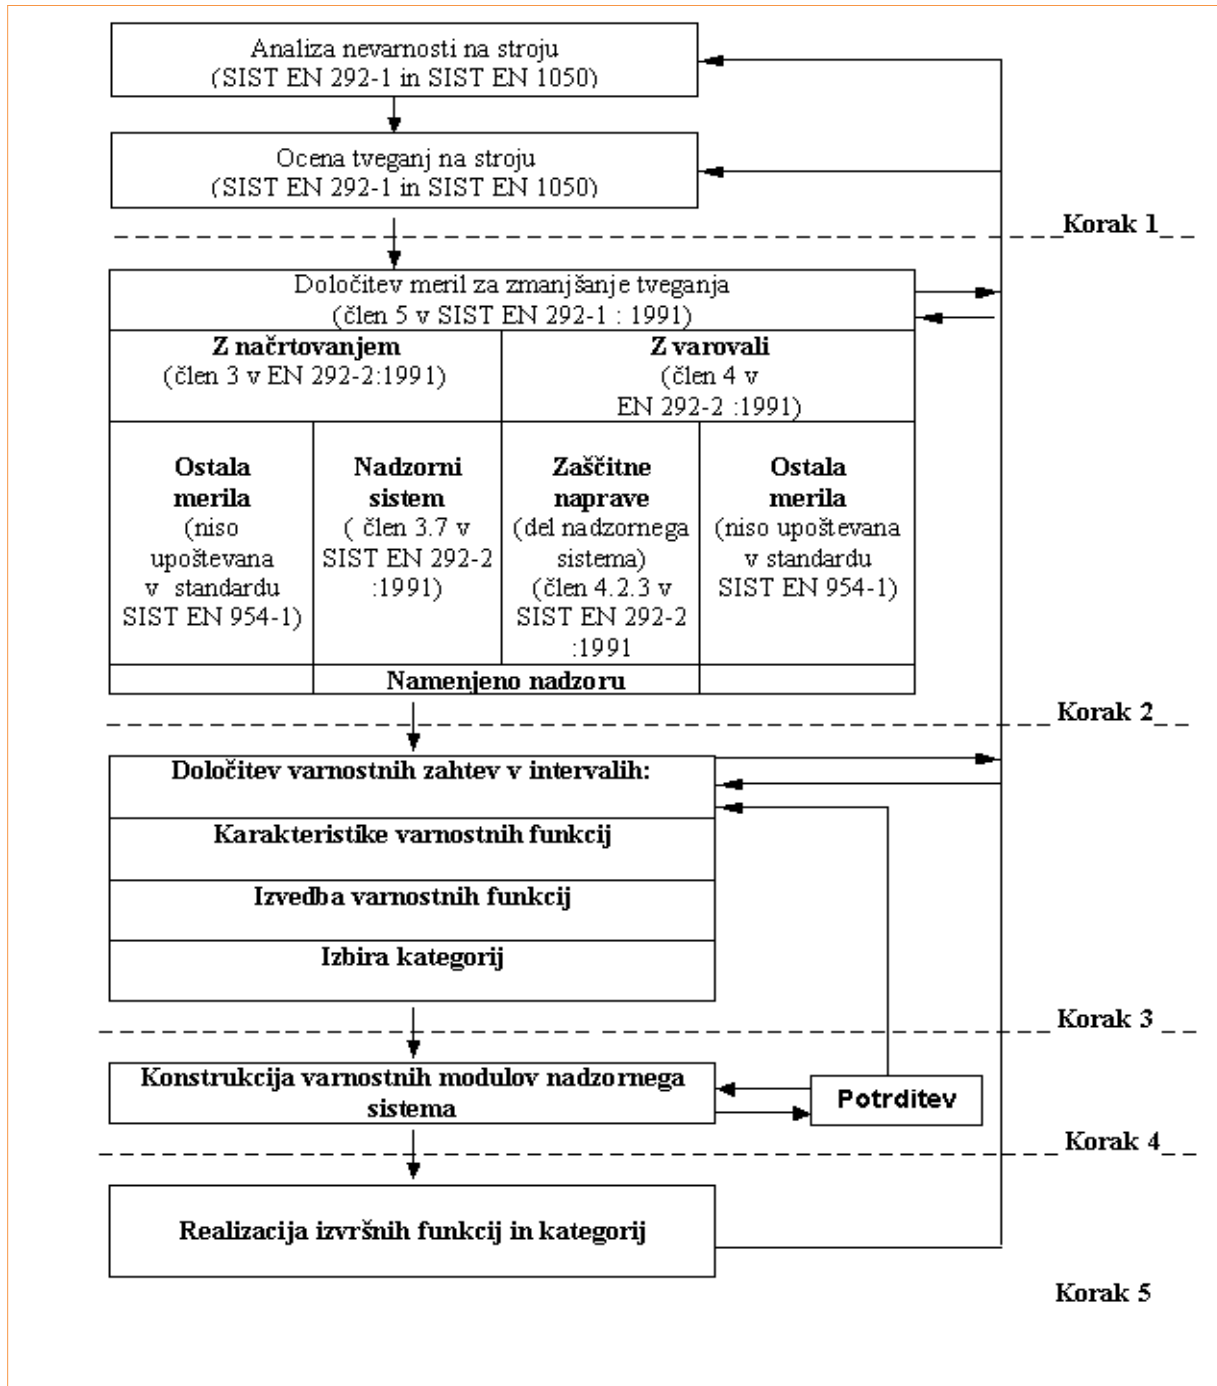 Analiza nevarnosti na stroju
(SIST EN 292-1 in SIST EN 1050)
Ocena tveganj na stroju
(SIST EN 292-1 in SIST EN 1050)
Korak 1
Določitev meril za zmanjšanje tveganja
(člen 5 v SIST EN 292-1 : 1991)
Z načrtovanjem
(člen 3 v EN 292-2:1991)
Z varovali
(člen 4 v
EN 292-2 :1991)
Ostala
merila
(niso
upoštevana
v standardu
SIST EN 954-1)
Nadzorni
sistem
( člen 3.7 v
SIST EN 292-2
:1991)
Zaščitne
naprave
(del nadzornega
sistema)
(člen 4.2.3 v
SIST EN 292-2
:1991
Ostala
merila
(niso upoštevana
v standardu
SIST EN 954-1)
Namenjeno nadzoru
Korak 2
Določitev varnostnih zahtev v intervalih:
Karakteristike varnostnih funkcij
Izvedba varnostnih funkcij
Izbira kategorij
Korak 3
Konstrukcija varnostnih modulov nadzornega
sistema
Potrditev
Korak 4
Realizacija izvršnih funkcij in kategorij
Korak 5